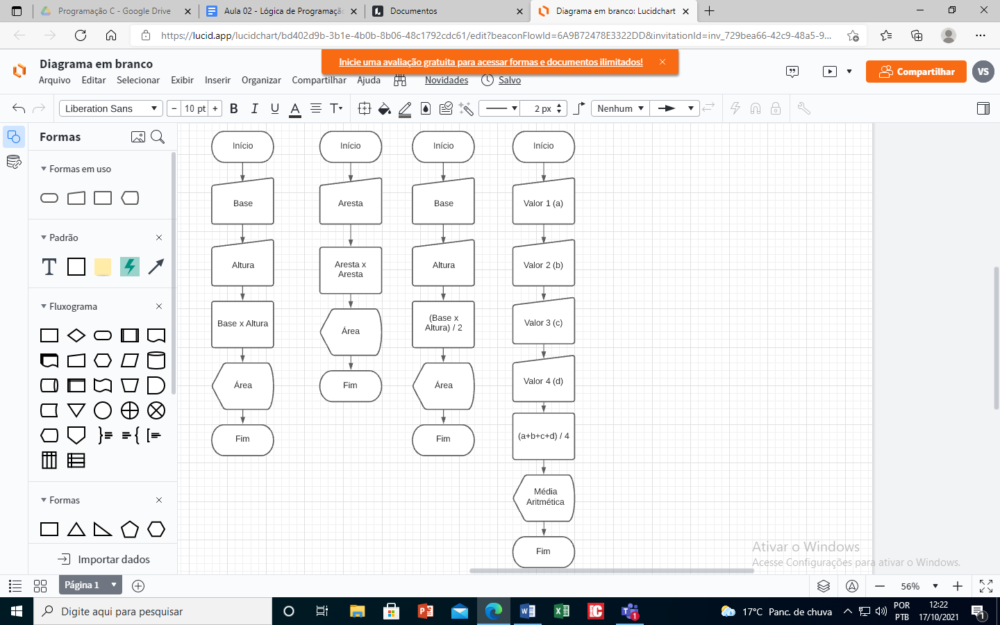 Programação C - Google Drive
Aula 02 - Lógica de Programação
Documentos
Diagrama em branco: Lucidchart
https://lucid.app/lucidchart/bd402d9b-3b1e-4b0b-8b06-48c1792cdc61/edit?beaconFlowId=6A9B72478E3322DD&invitationId=inv_729bea66-42c9-48a5-9...
Inicie uma avaliação gratuita para acessar formas e documentos ilimitados!
Diagrama em branco
Arquivo Editar Selecionar Exibir Inserir Organizar Compartilhar Ajuda Novidades Salvo
Compartilhar
VS
Liberation Sans
10 pt
B I U A T
2 px
Nenhum
Formas
Formas em uso
Padrão
T
Fluxograma
Formas
Importar dados
Início
Base
Altura
Base x Altura
Área
Fim
Início
Aresta
Aresta x
Aresta
Área
Fim
Início
Base
Altura
(Base x
Altura) / 2
Área
Fim
Início
Valor 1 (a)
Valor 2 (b)
Valor 3 (c)
Valor 4 (d)
(a+b+c+d) / 4
Média
Aritmética
Fim
Ativar o Windows
Acesse Configurações para ativar o Windows.
Página 1
56%
Digite aqui para pesquisar
1
17°C Panc. de chuva
POR
PTB
12:22
17/10/2021
1